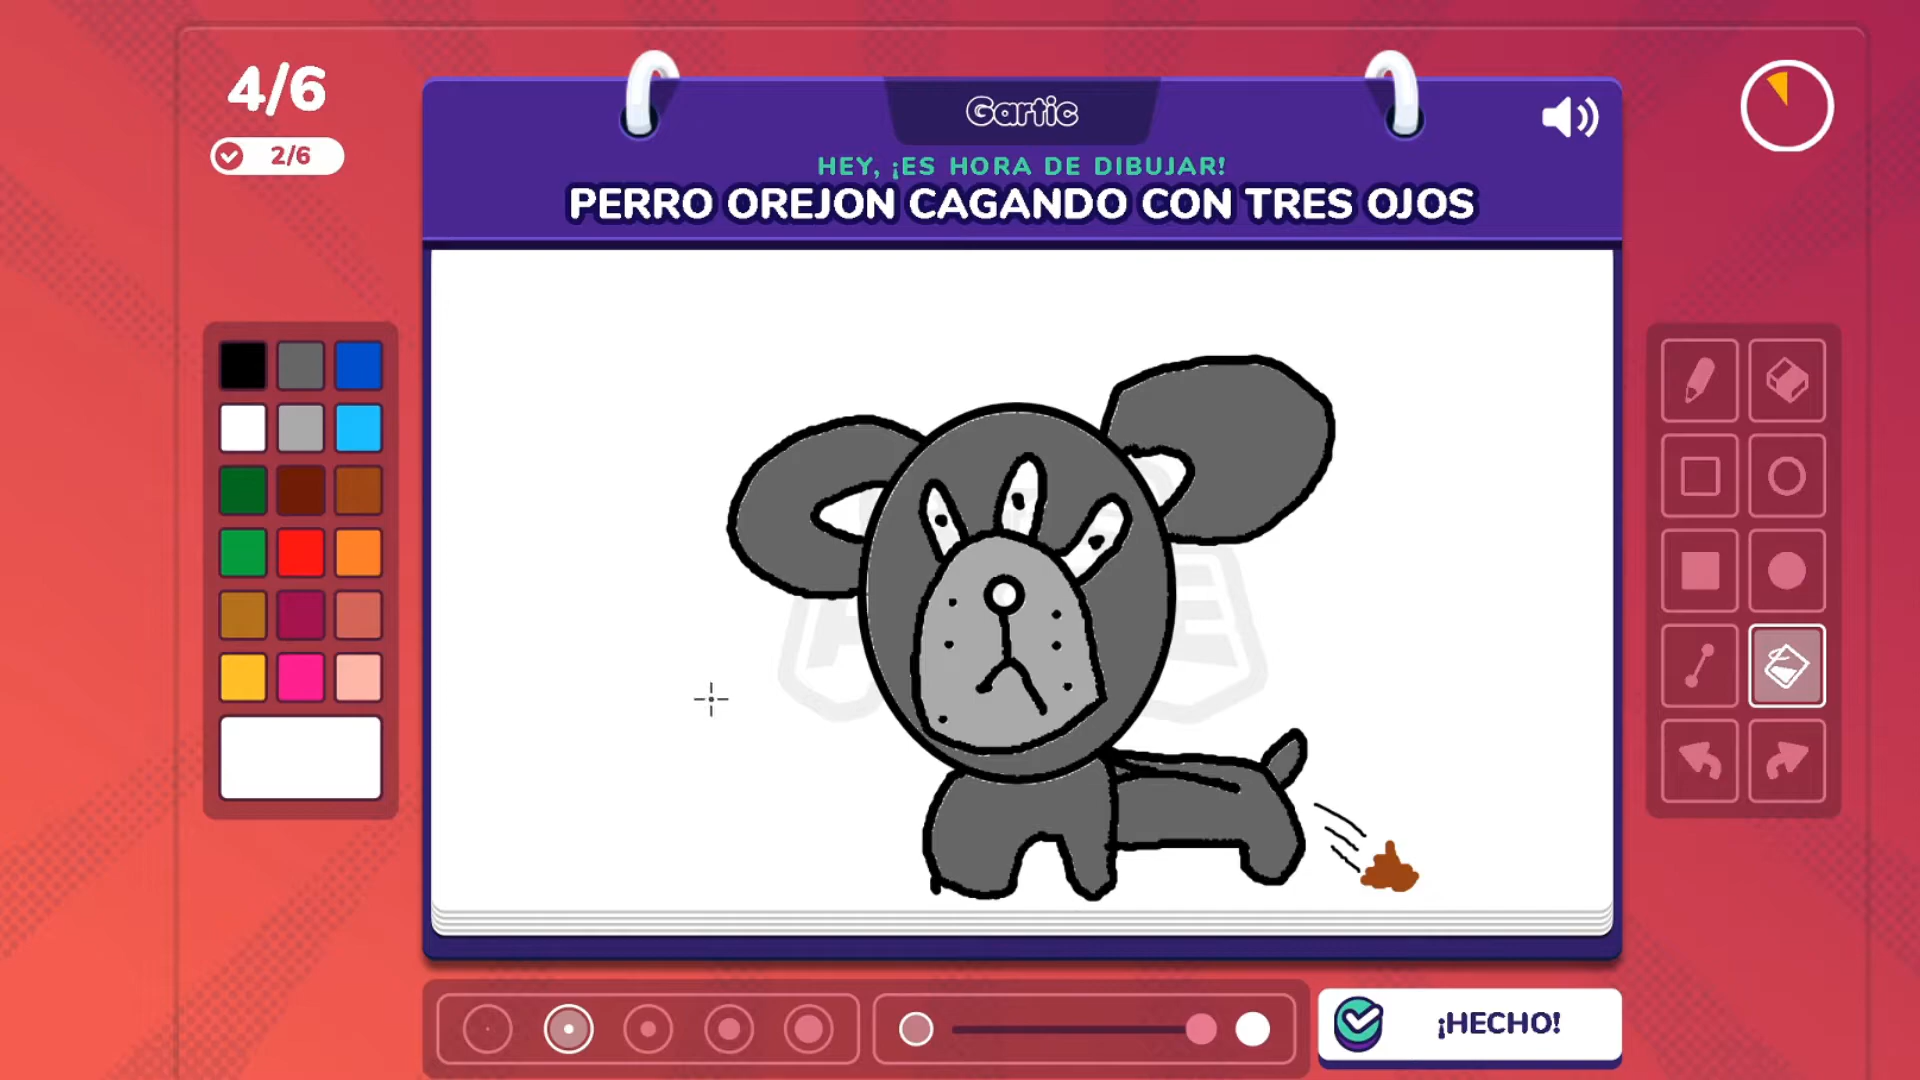 4/6
2/6
Gartic
HEY, ¡ES HORA DE DIBUJAR!
PERRO OREJON CAGANDO CON TRES OJOS
¡HECHO!